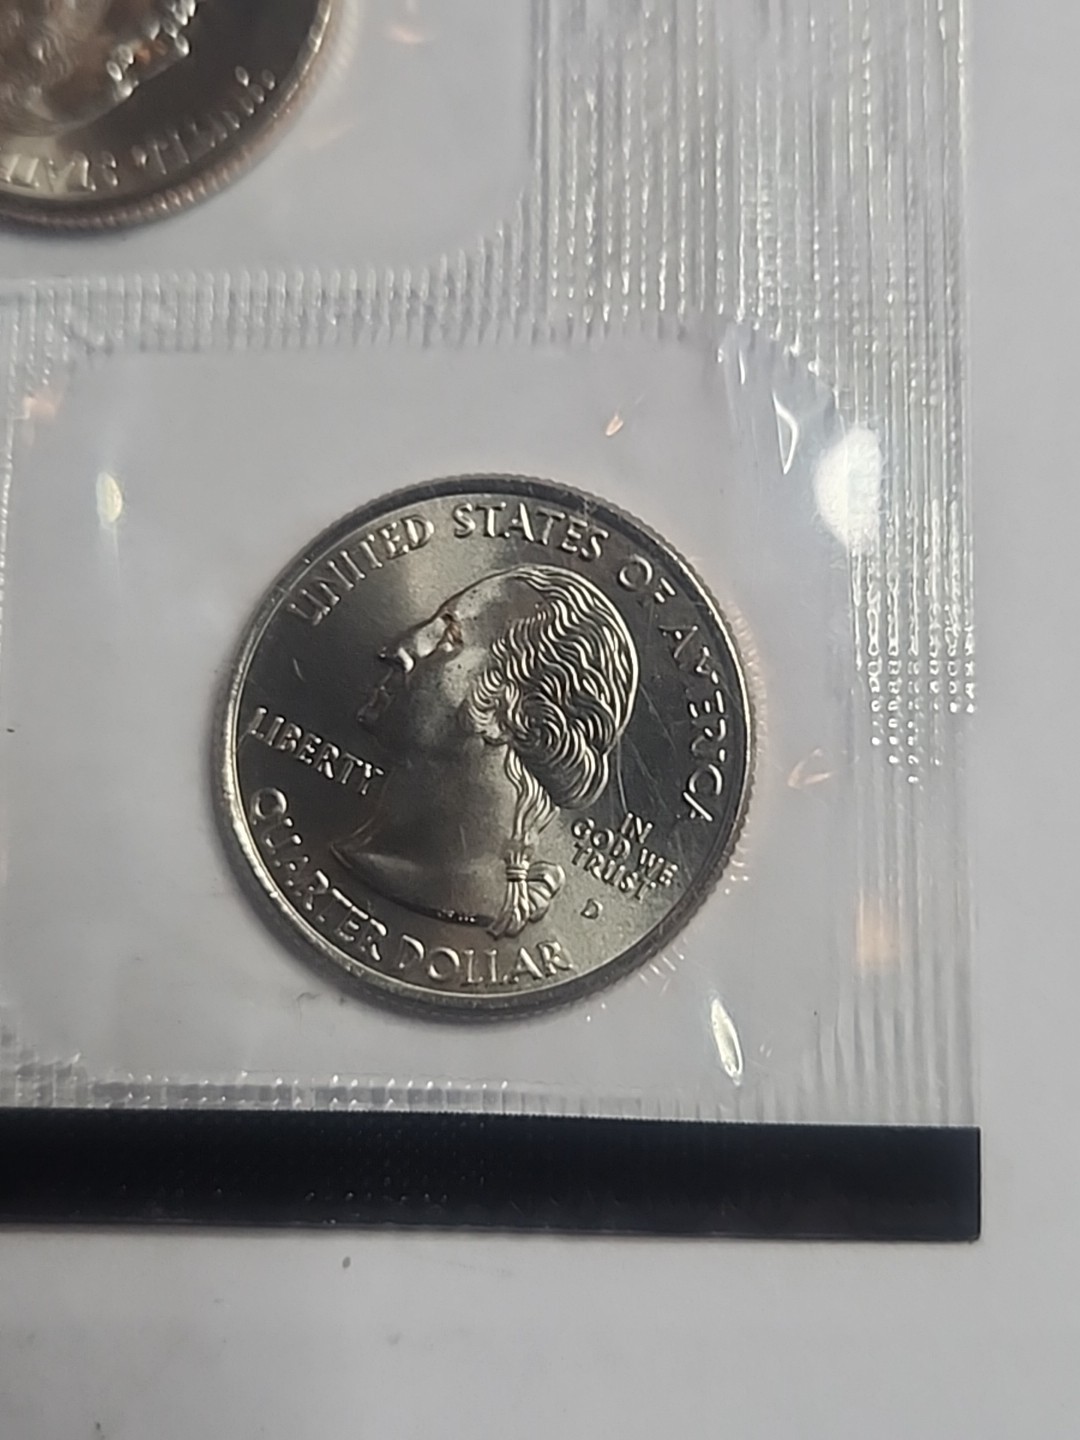 UNITED STATES OF AMERICA
LIBERTY
IN
GOD WE
TRUST
D
QUARTER DOLLAR